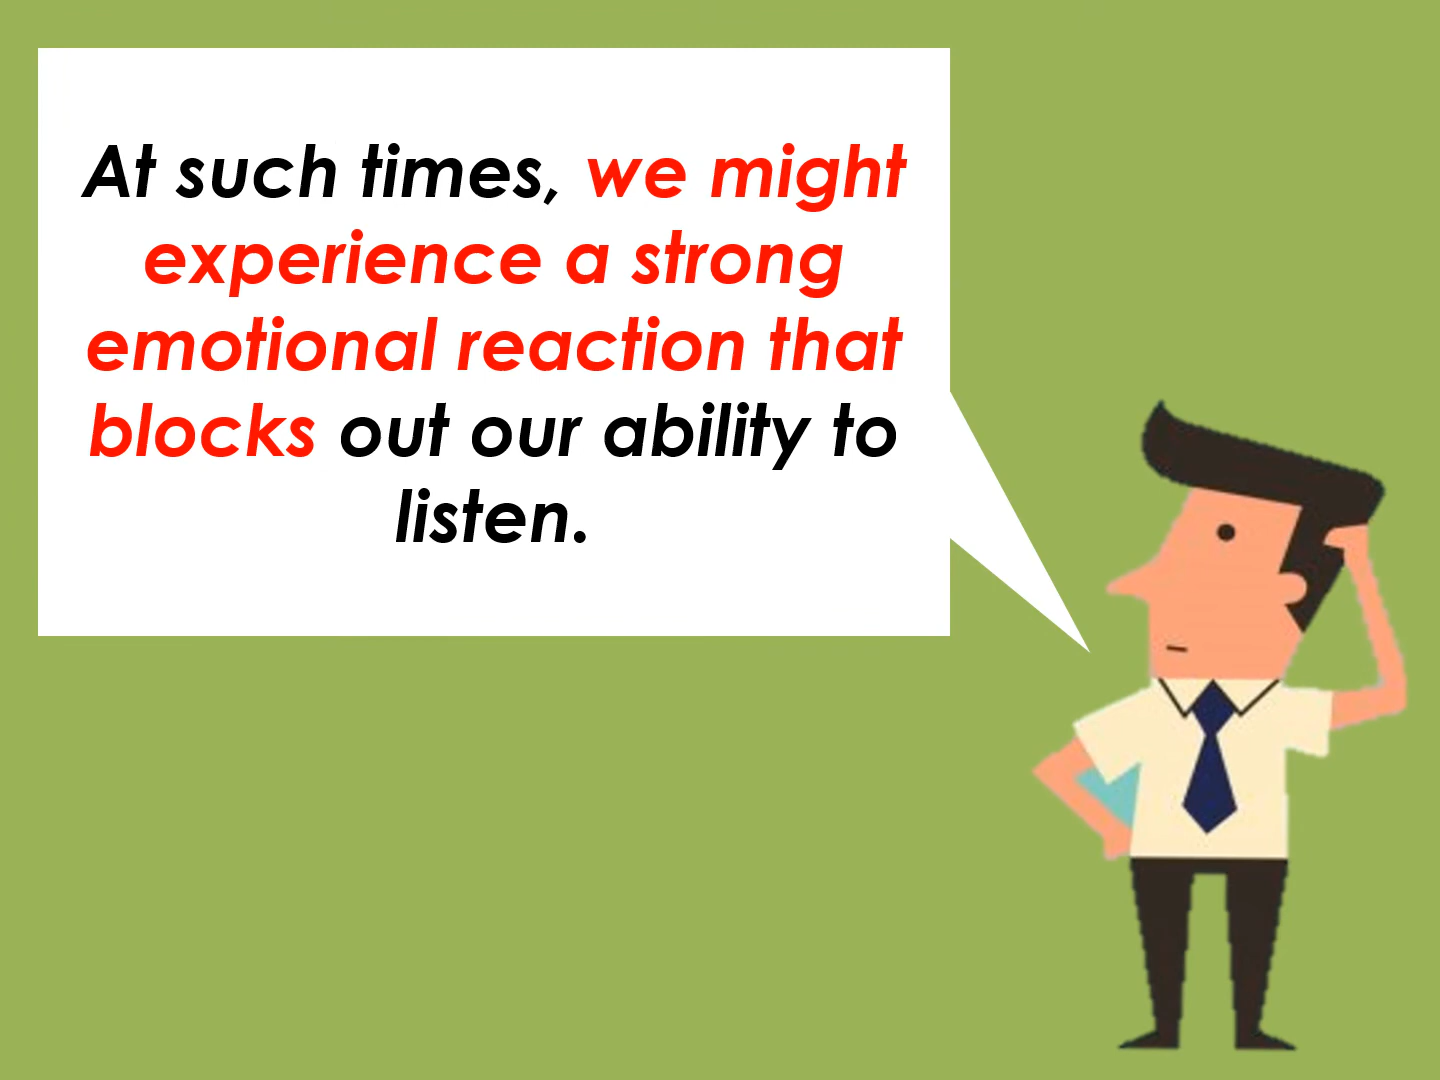 At such times, we might
experience a strong
emotional reaction that
blocks out our ability to
listen.